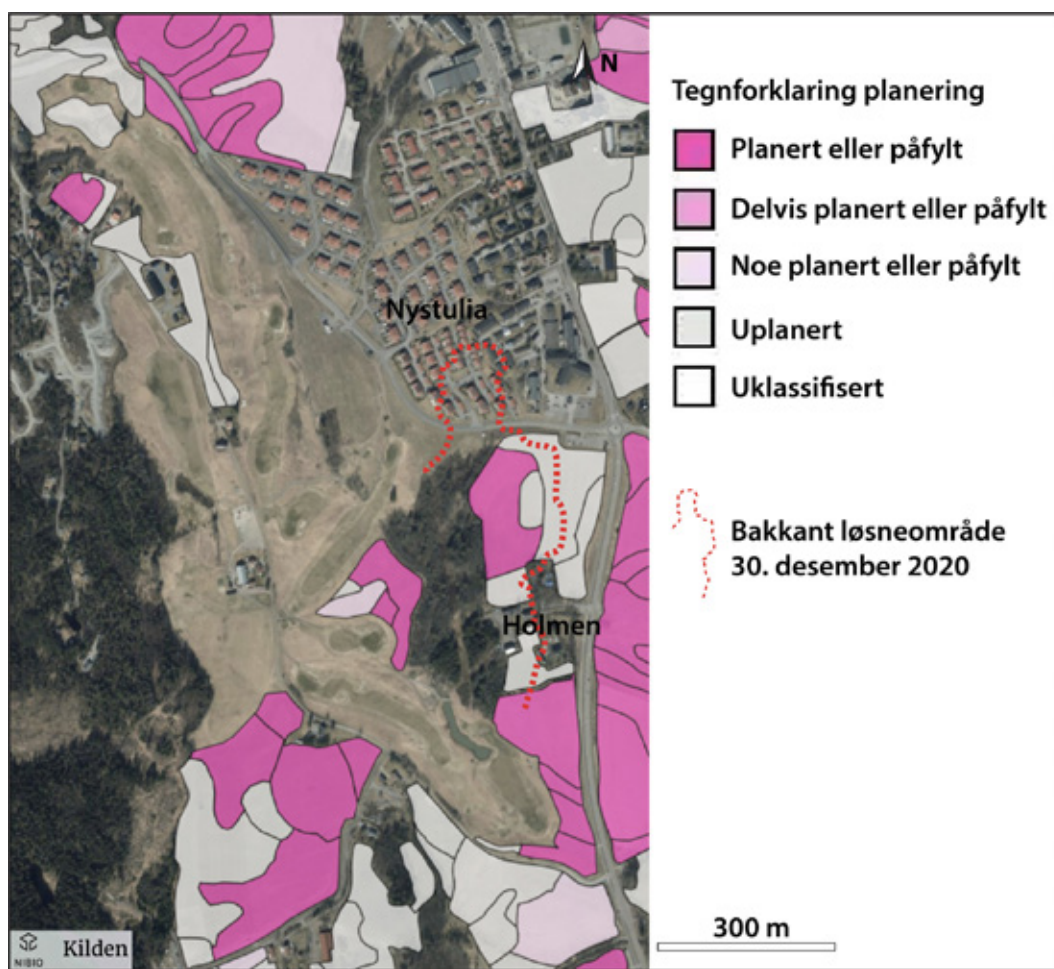 N
Nystulia
Holmen
NIBIO
Kilden
Tegnforklaring planering
Planert eller påfylt
Delvis planert eller påfylt
Noe planert eller påfylt
Uplanert
Uklassifisert
Bakkant løsneområde
30. desember 2020
300 m